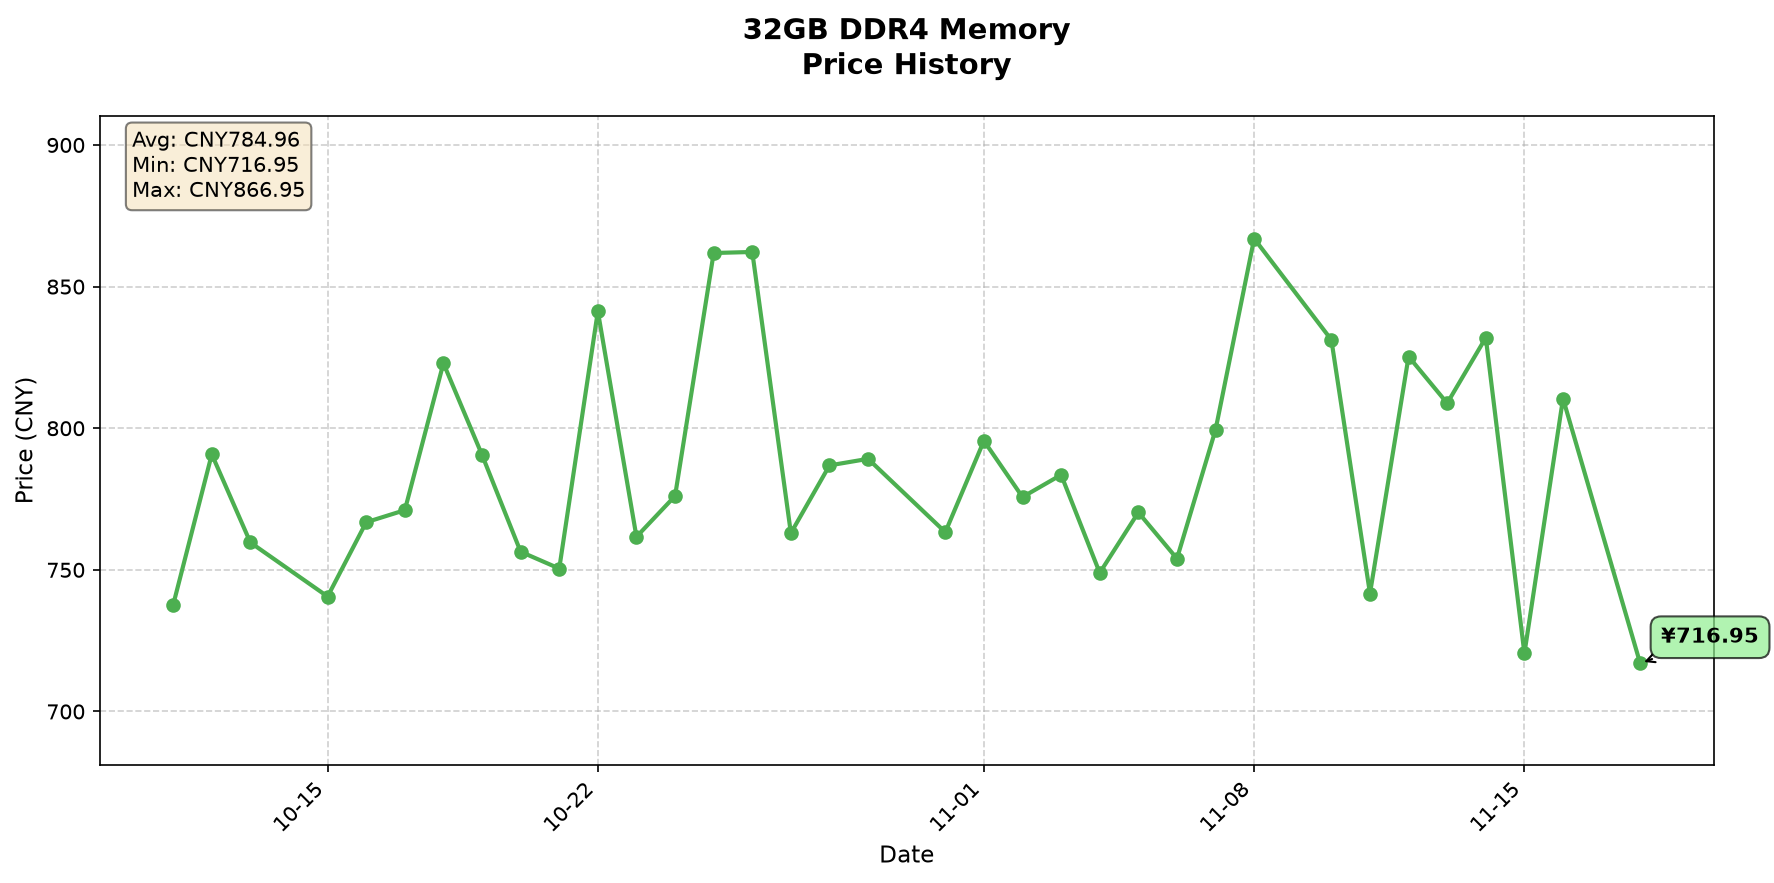 32GB DDR4 Memory
Price History
Avg: CNY784.96
Min: CNY716.95
Max: CNY866.95
900
850
800
750
700
Price (CNY)
¥716.95
10-15
10-22
11-01
11-08
11-15
Date